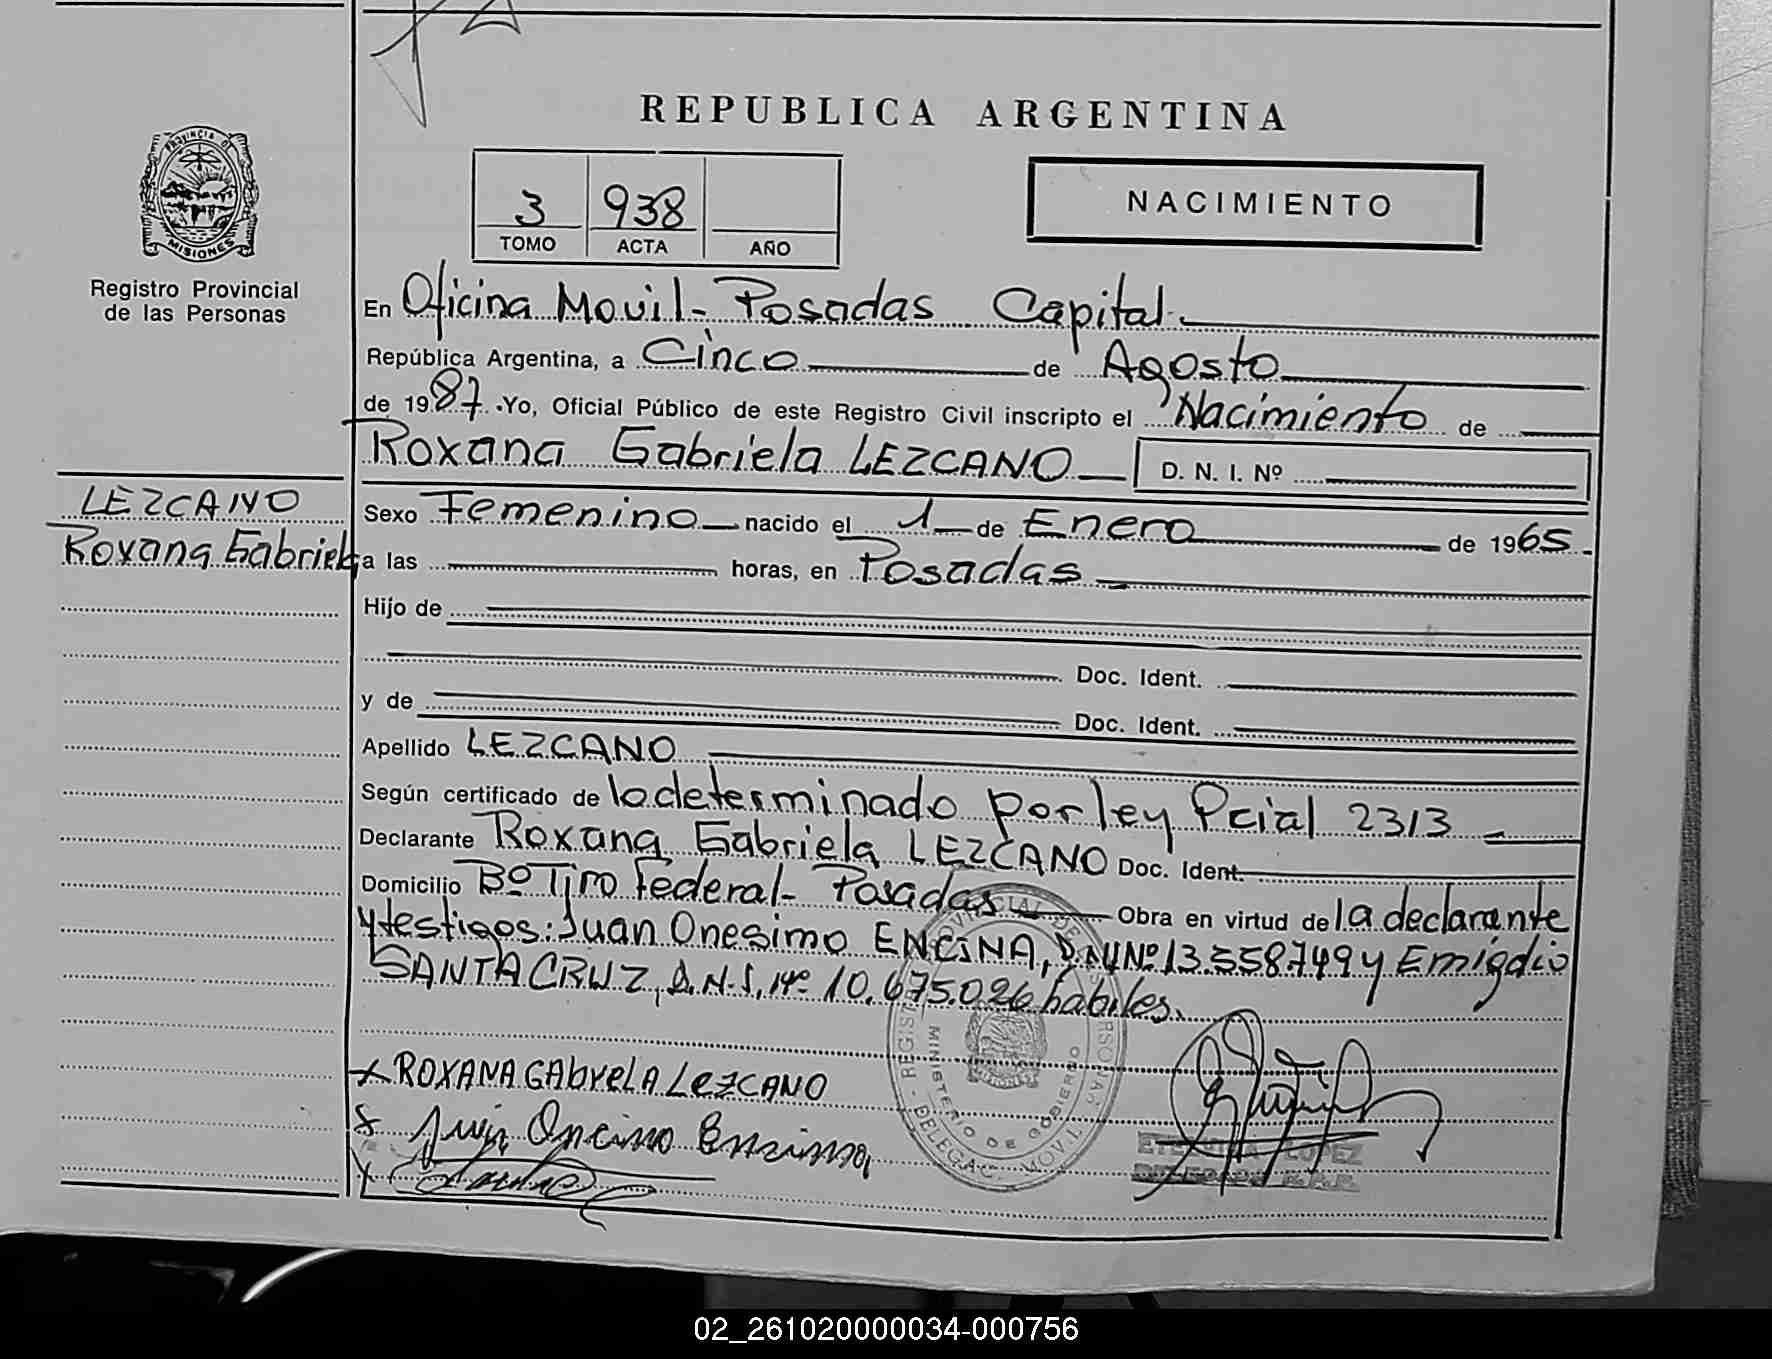 REPUBLICA ARGENTINA
PROVINCIA DE
MISIONES
Registro Provincial
de las Personas
3 938
TOMO ACTA AÑO
NACIMIENTO
En Oficina Movil - Posadas Capital.
República Argentina, a Cinco de Agosto
de 1987. Yo, Oficial Público de este Registro Civil inscripto el Nacimiento de
Roxana Gabriela LEZCANO D. N. I. Nº
LEZCANO
Roxana Gabriela
Sexo Femenino nacido el 1 de Enero de 1965.
a las horas, en Posadas
Hijo de
Doc. Ident.
y de
Doc. Ident.
Apellido LEZCANO
Según certificado de lo determinado por ley Pcial 2313
Declarante Roxana Gabriela LEZCANO Doc. Ident.
Domicilio Bº Tiro Federal - Posadas Obra en virtud de la declarante
y testigos: Juan Onesimo ENCINA, D.N.I Nº 13.558749 y Emigdio
SANTA CRUZ, D.N.I. Nº 10.675.026 habiles.
ROXANA GAbrelA LezCANO
MINISTERIO DE GOBIERNO
DELEGAC. MOVIL
LOPEZ
02_261020000034-000756